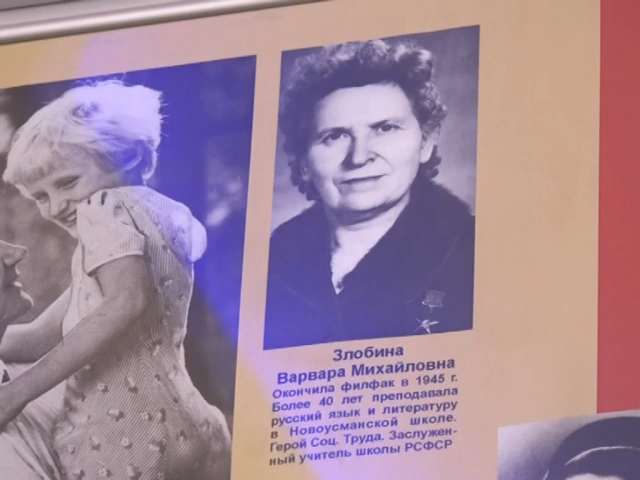 Злобина
Варвара Михайловна
Окончила филфак в 1945 г.
Более 40 лет преподавала
русский язык и литературу
в Новоусманской школе.
Герой Соц. Труда. Заслужен-
ный учитель школы РСФСР